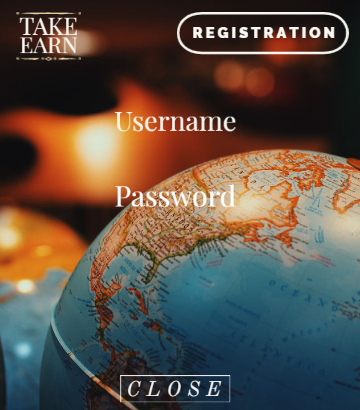 TAKE
EARN
REGISTRATION
Username
Password
CLOSE